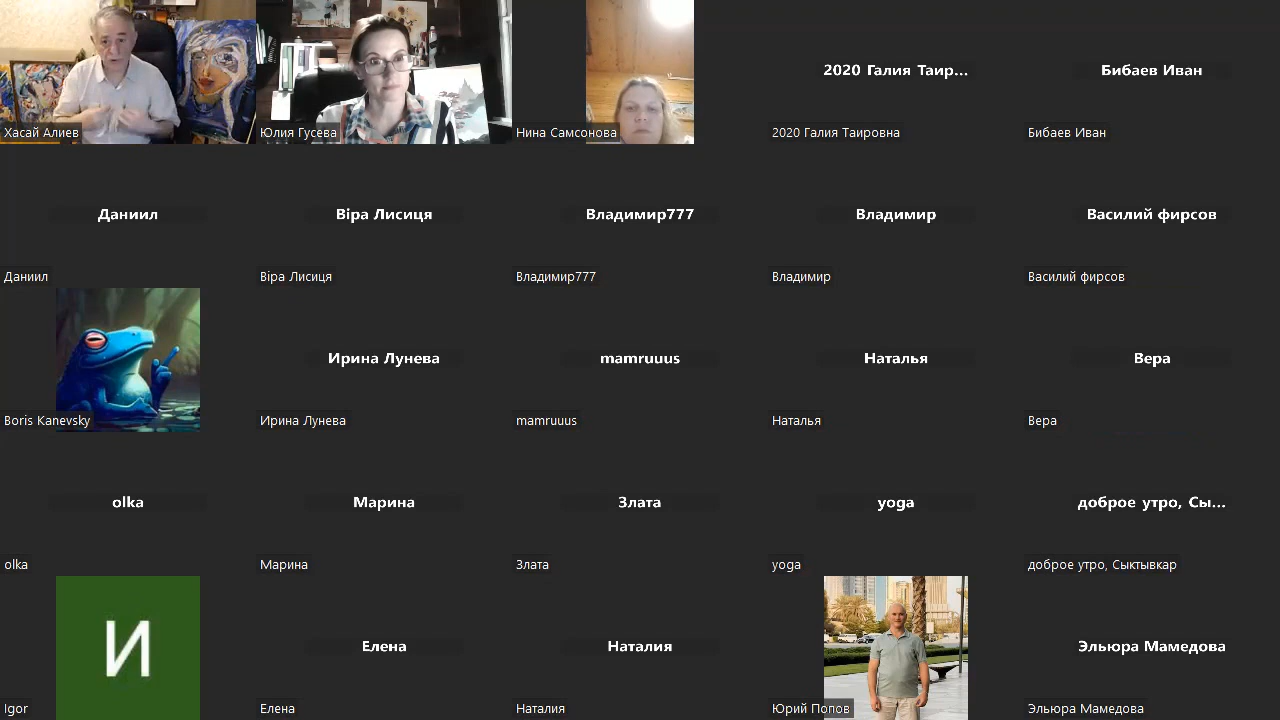 Хасай Алиев
Юлия Гусева
Нина Самсонова
2020 Галия Таир...
2020 Галия Таировна
Бибаев Иван
Бибаев Иван
Даниил
Даниил
Віра Лисиця
Віра Лисиця
Владимир777
Владимир777
Владимир
Владимир
Василий фирсов
Василий фирсов
Boris Kanevsky
Ирина Лунева
Ирина Лунева
mamruuus
mamruuus
Наталья
Наталья
Вера
Вера
olka
olka
Марина
Марина
Злата
Злата
yoga
yoga
доброе утро, Сы...
доброе утро, Сыктывкар
И
Igor
Елена
Елена
Наталия
Наталия
Юрий Попов
Эльюра Мамедова
Эльюра Мамедова